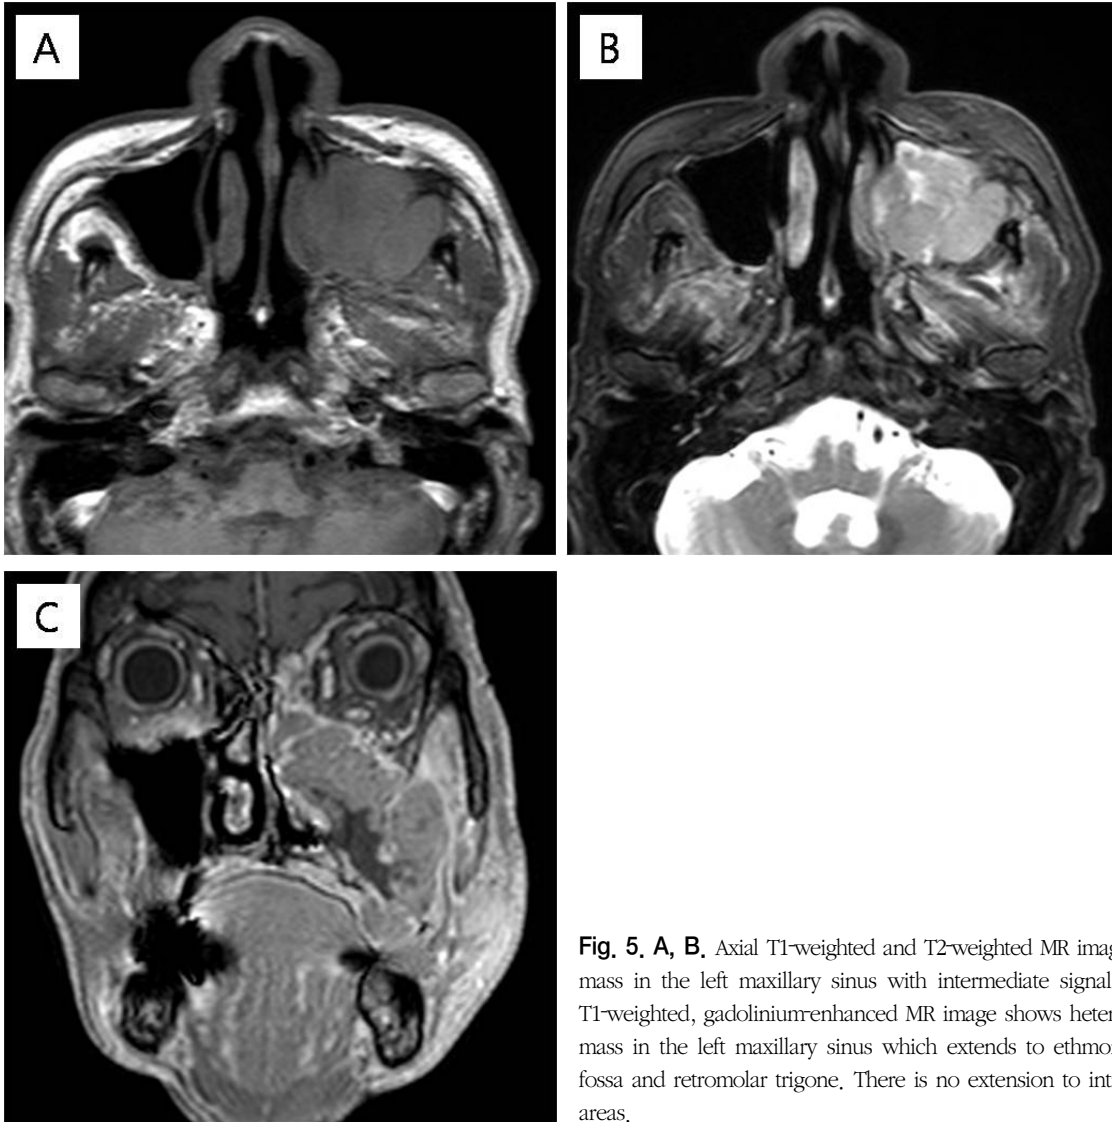 A
B
C
Fig. 5. A, B. Axial T1-weighted and T2-weighted MR imag
mass in the left maxillary sinus with intermediate signal
T1-weighted, gadolinium-enhanced MR image shows heter
mass in the left maxillary sinus which extends to ethmo
fossa and retromolar trigone. There is no extension to int
areas.